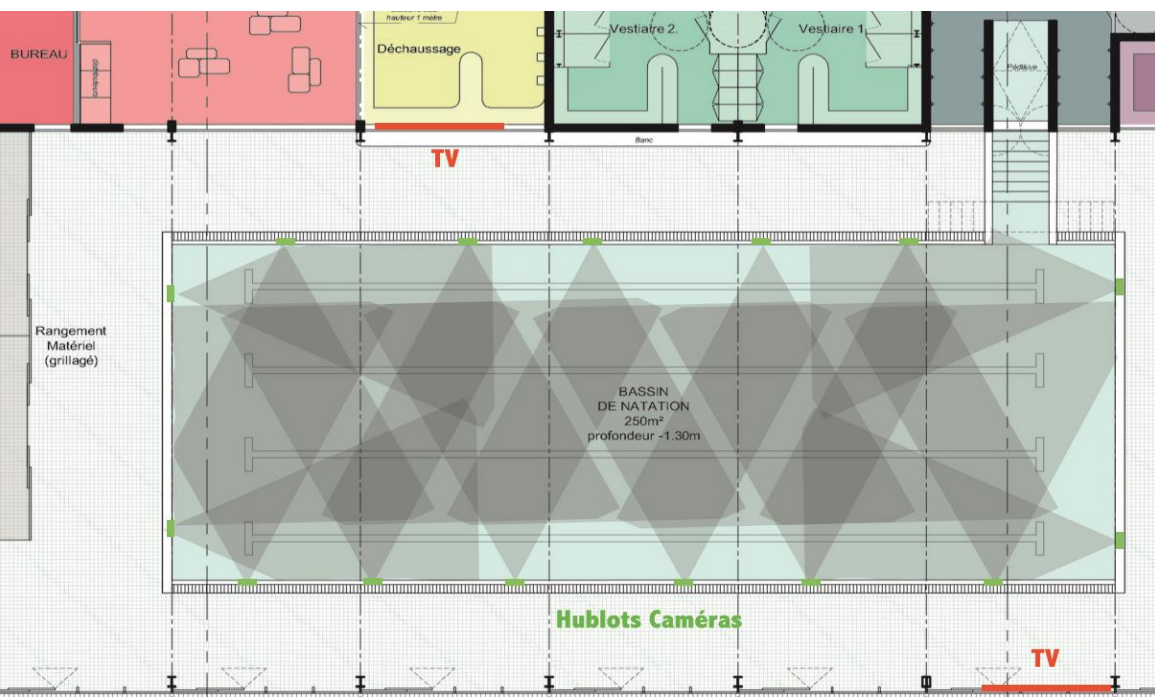 hauteur 1 mètre
BUREAU
Déchaussage
Vestiaire 2.
Vestiaire 1
Pédiluve
Banc
TV
Rangement
Matériel
(grillagé)
BASSIN
DE NATATION
250m²
profondeur -1.30m
Hublots Caméras
TV